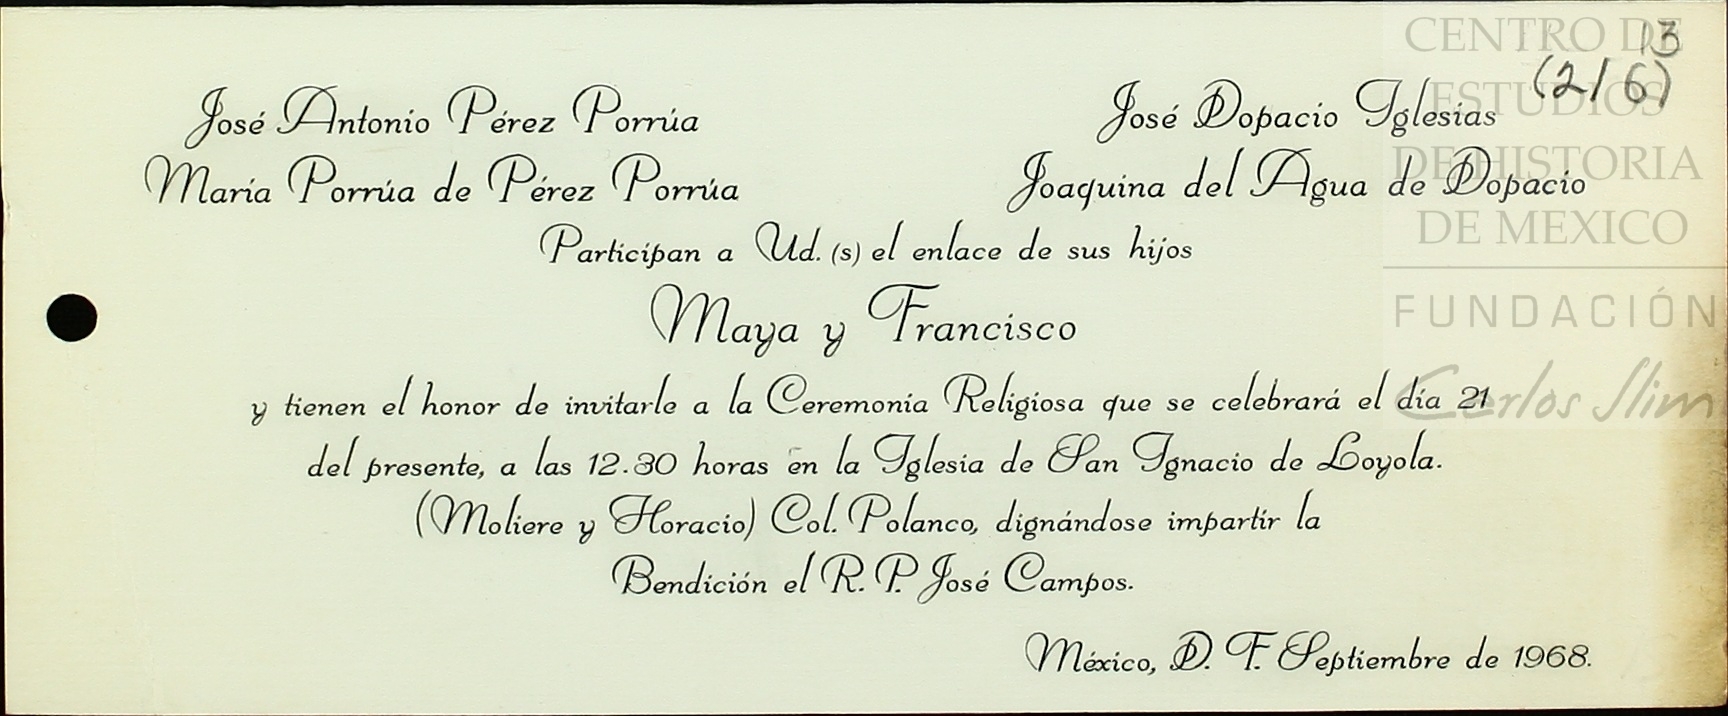 13
(2/6)
José Antonio Pérez Porrúa
María Porrúa de Pérez Porrúa
José Dopacio Iglesias
Joaquina del Agua de Dopacio
Participan a Ud. (s) el enlace de sus hijos
Maya y Francisco
y tienen el honor de invitarle a la Ceremonia Religiosa que se celebrará el día 21
del presente, a las 12.30 horas en la Iglesia de San Ignacio de Loyola.
(Moliere y Horacio) Col. Polanco, dignándose impartir la
Bendición el R. P. José Campos.
México, D. F. Septiembre de 1968.
CENTRO DE
ESTUDIOS
DE HISTORIA
DE MEXICO
FUNDACIÓN
Carlos Slim